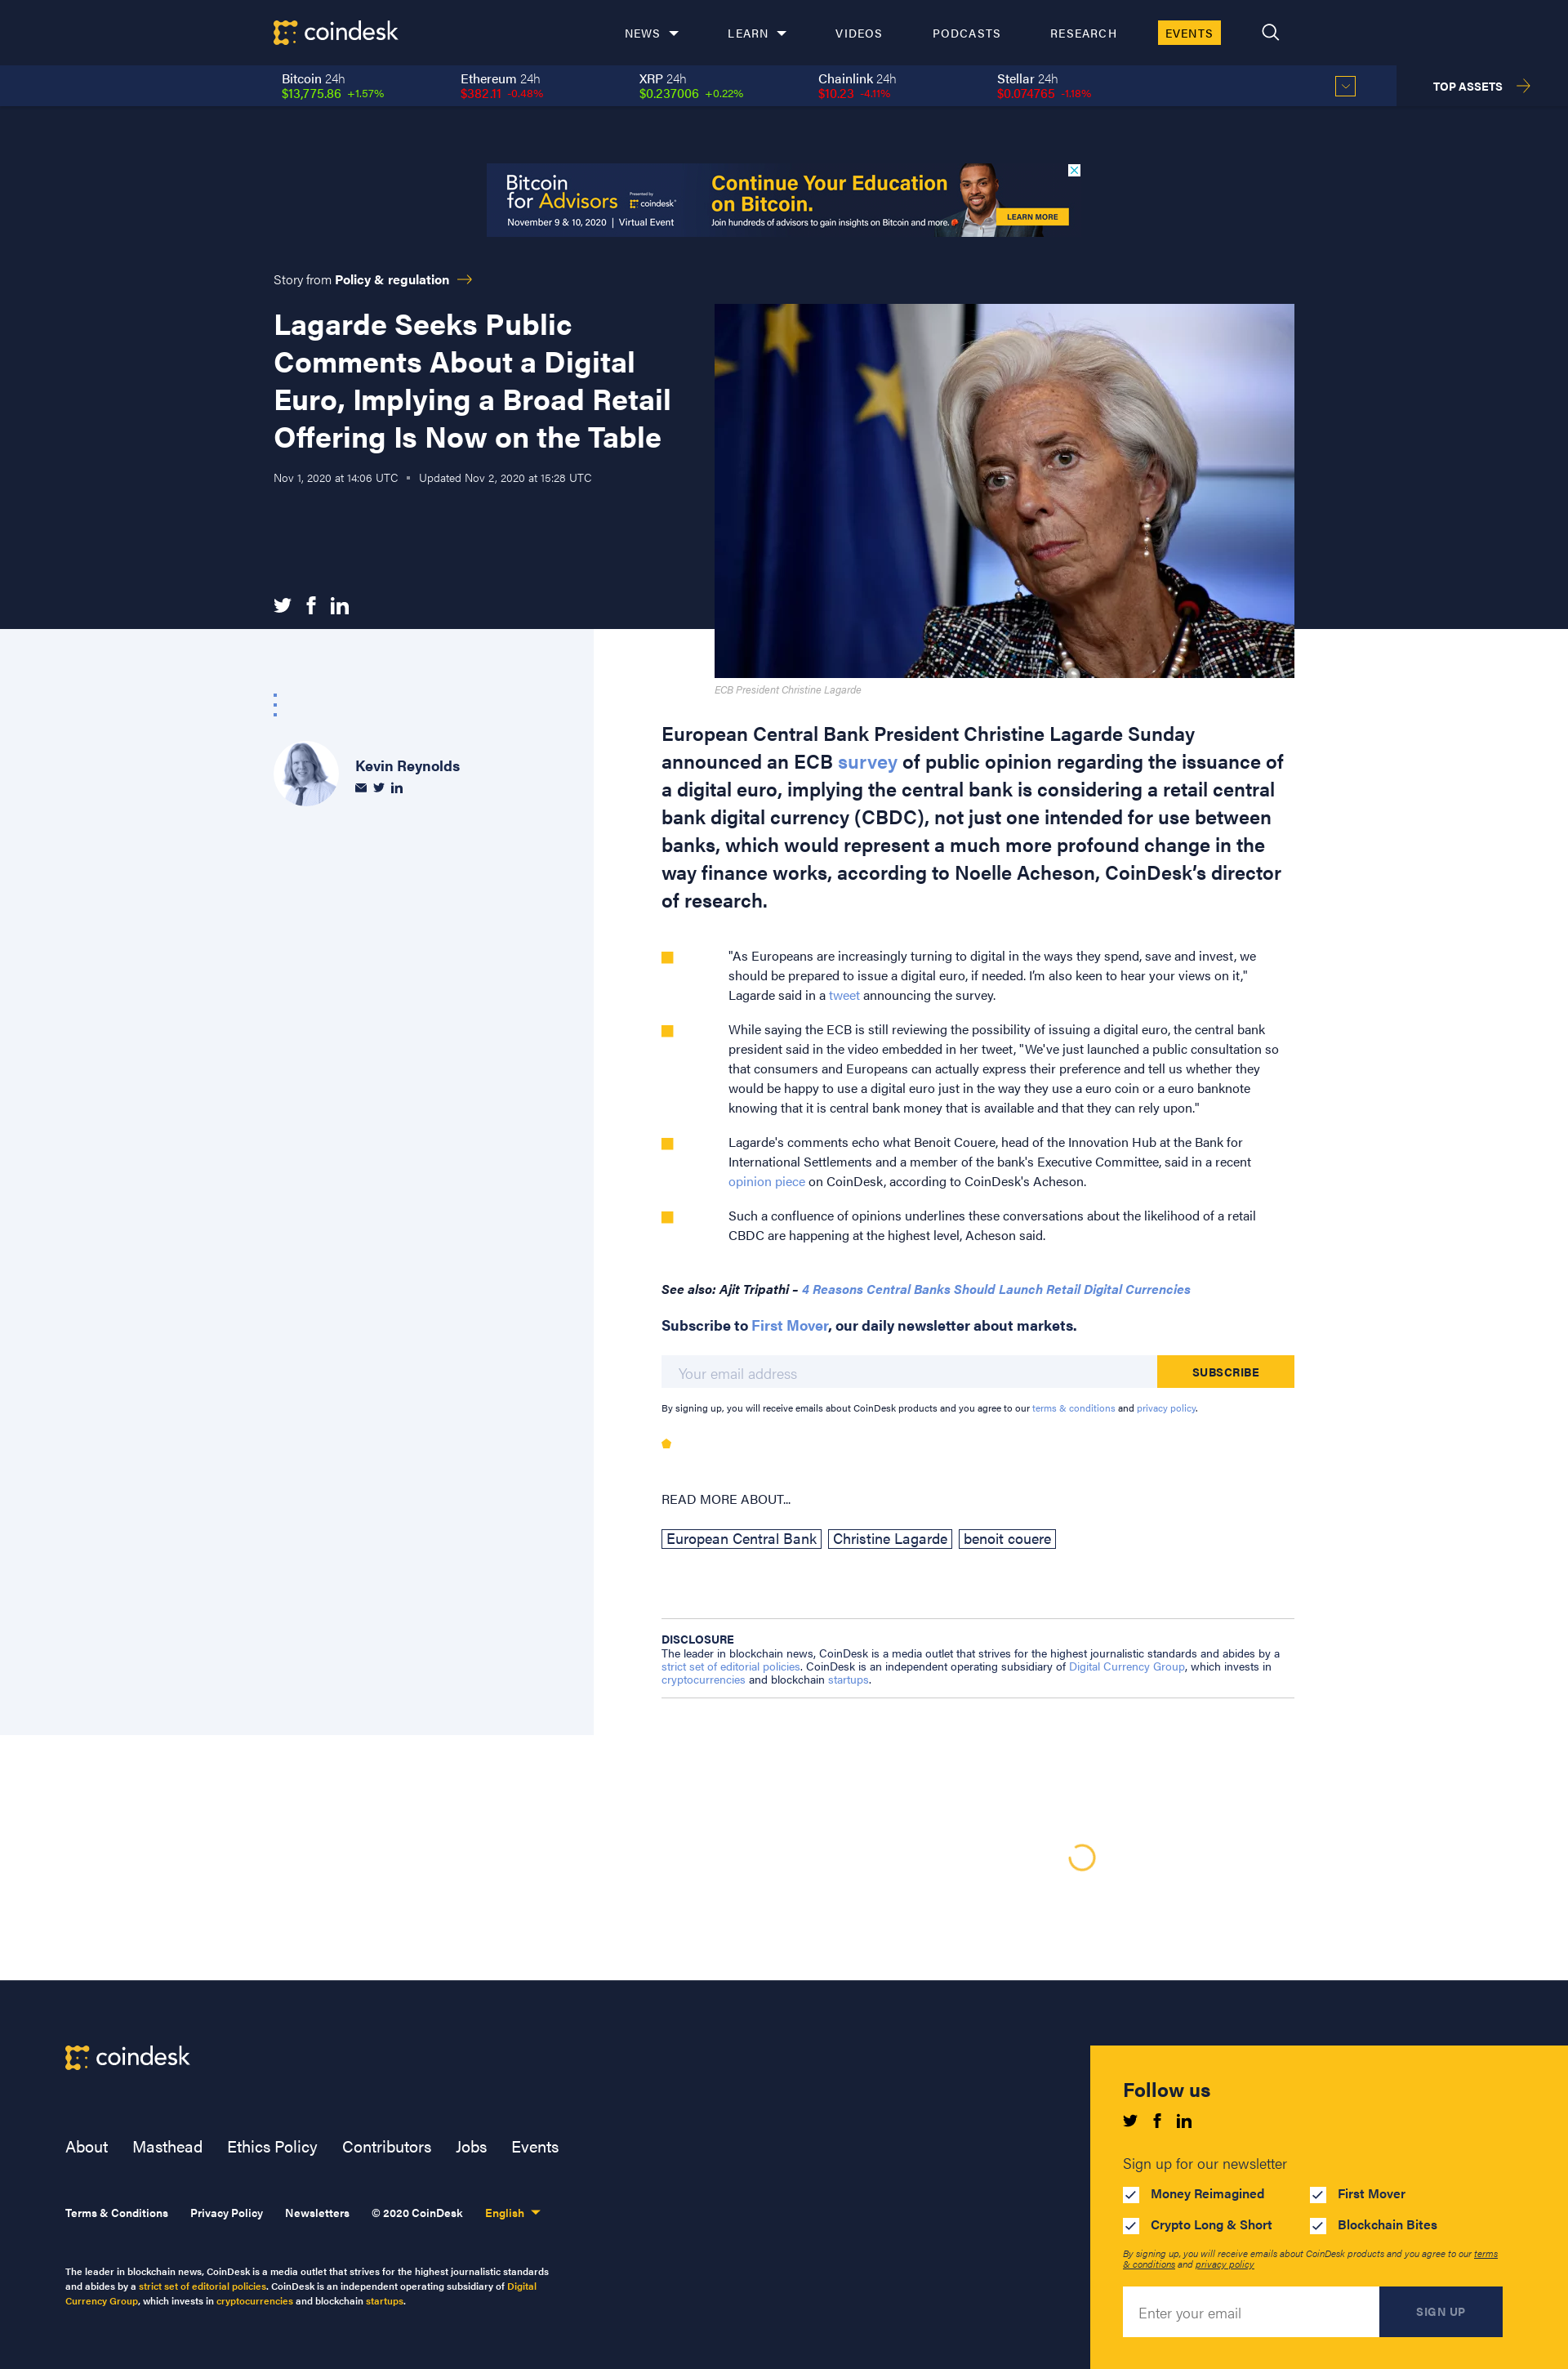 coindesk
NEWS
LEARN
VIDEOS
PODCASTS
RESEARCH
EVENTS
Bitcoin 24h
$13,775.86 +1.57%
Ethereum 24h
$382.11 -0.48%
XRP 24h
$0.237006 +0.22%
Chainlink 24h
$10.23 -4.11%
Stellar 24h
$0.074765 -1.18%
TOP ASSETS
Bitcoin
for Advisors
Presented by
coindesk
November 9 & 10, 2020 | Virtual Event
Continue Your Education
on Bitcoin.
Join hundreds of advisors to gain insights on Bitcoin and more.
LEARN MORE
Story from Policy & regulation
Lagarde Seeks Public
Comments About a Digital
Euro, Implying a Broad Retail
Offering Is Now on the Table
Nov 1, 2020 at 14:06 UTC ▪ Updated Nov 2, 2020 at 15:28 UTC
ECB President Christine Lagarde
Kevin Reynolds
European Central Bank President Christine Lagarde Sunday
announced an ECB survey of public opinion regarding the issuance of
a digital euro, implying the central bank is considering a retail central
bank digital currency (CBDC), not just one intended for use between
banks, which would represent a much more profound change in the
way finance works, according to Noelle Acheson, CoinDesk’s director
of research.
"As Europeans are increasingly turning to digital in the ways they spend, save and invest, we
should be prepared to issue a digital euro, if needed. I’m also keen to hear your views on it,"
Lagarde said in a tweet announcing the survey.
While saying the ECB is still reviewing the possibility of issuing a digital euro, the central bank
president said in the video embedded in her tweet, "We've just launched a public consultation so
that consumers and Europeans can actually express their preference and tell us whether they
would be happy to use a digital euro just in the way they use a euro coin or a euro banknote
knowing that it is central bank money that is available and that they can rely upon."
Lagarde's comments echo what Benoit Couere, head of the Innovation Hub at the Bank for
International Settlements and a member of the bank's Executive Committee, said in a recent
opinion piece on CoinDesk, according to CoinDesk's Acheson.
Such a confluence of opinions underlines these conversations about the likelihood of a retail
CBDC are happening at the highest level, Acheson said.
See also: Ajit Tripathi – 4 Reasons Central Banks Should Launch Retail Digital Currencies
Subscribe to First Mover, our daily newsletter about markets.
Your email address
SUBSCRIBE
By signing up, you will receive emails about CoinDesk products and you agree to our terms & conditions and privacy policy.
READ MORE ABOUT...
European Central Bank
Christine Lagarde
benoit couere
DISCLOSURE
The leader in blockchain news, CoinDesk is a media outlet that strives for the highest journalistic standards and abides by a
strict set of editorial policies. CoinDesk is an independent operating subsidiary of Digital Currency Group, which invests in
cryptocurrencies and blockchain startups.
coindesk
About
Masthead
Ethics Policy
Contributors
Jobs
Events
Terms & Conditions
Privacy Policy
Newsletters
© 2020 CoinDesk
English
The leader in blockchain news, CoinDesk is a media outlet that strives for the highest journalistic standards
and abides by a strict set of editorial policies. CoinDesk is an independent operating subsidiary of Digital
Currency Group, which invests in cryptocurrencies and blockchain startups.
Follow us
Sign up for our newsletter
Money Reimagined
First Mover
Crypto Long & Short
Blockchain Bites
By signing up, you will receive emails about CoinDesk products and you agree to our terms
& conditions and privacy policy
Enter your email
SIGN UP